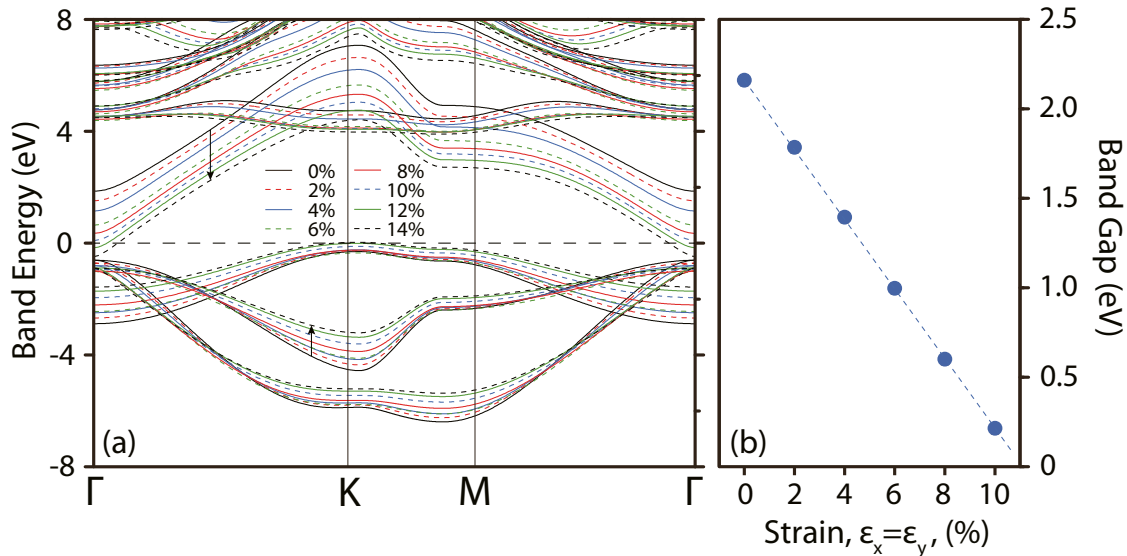 8
4
0
-4
-8
Band Energy (eV)
0%
2%
4%
6%
8%
10%
12%
14%
(a)
Γ K M Γ
2.5
2.0
1.5
1.0
0.5
0
Band Gap (eV)
(b)
0 2 4 6 8 10
Strain, εx=εy, (%)